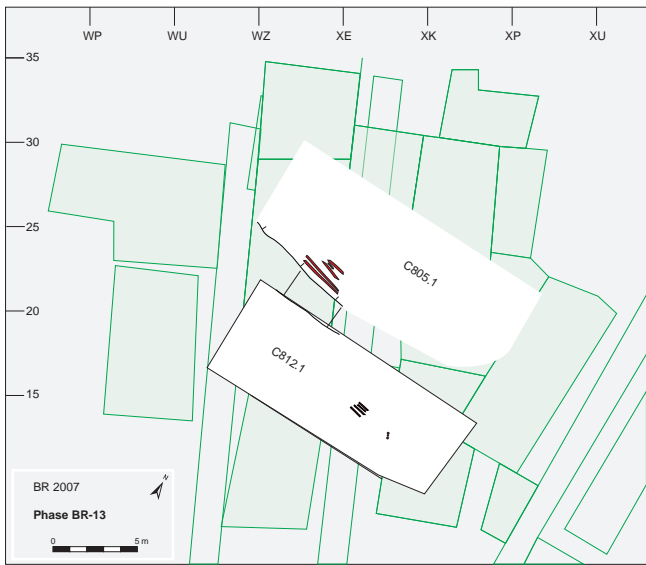 WP WU WZ XE XK XP XU
35
30
25
20
15
C805.1
C812.1
BR 2007
N
Phase BR-13
0 5 m